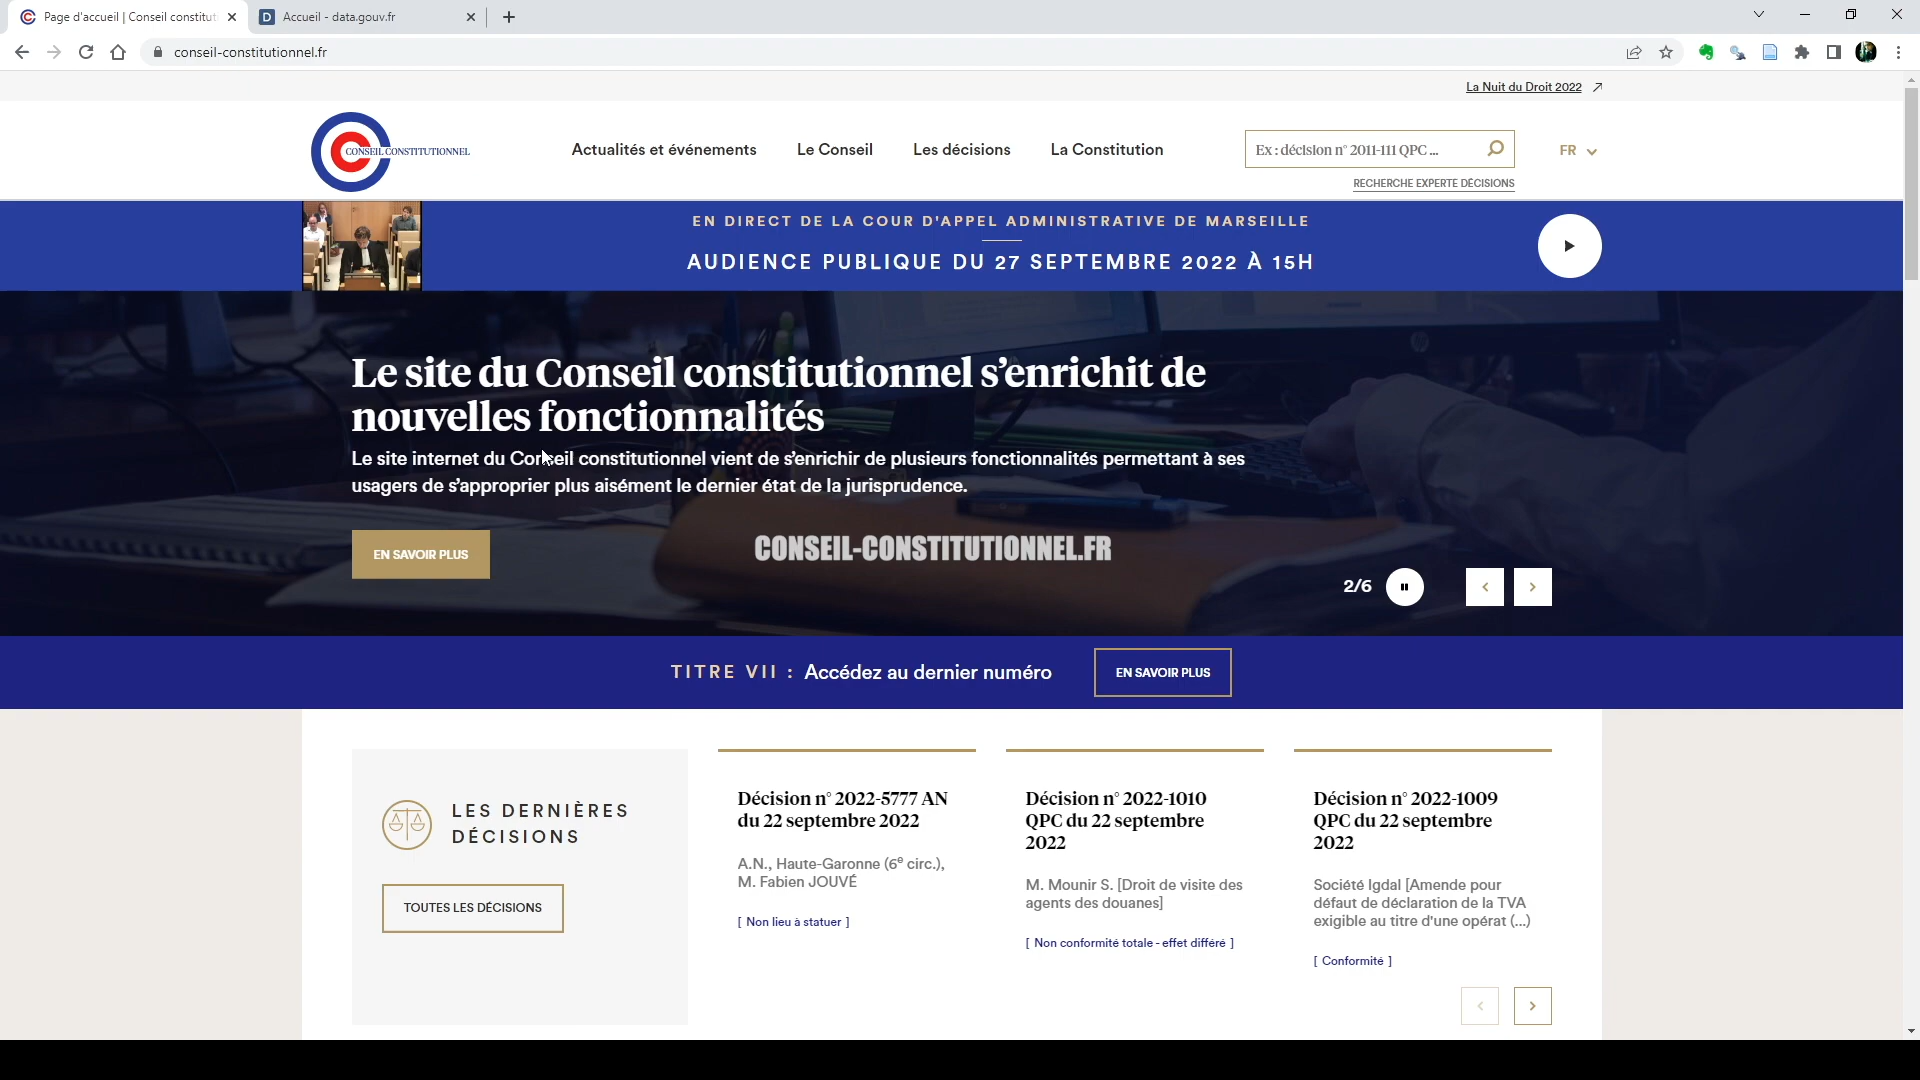 Page d'accueil | Conseil constitut
Accueil - data.gouv.fr
conseil-constitutionnel.fr
La Nuit du Droit 2022
CONSEIL CONSTITUTIONNEL
Actualités et événements
Le Conseil
Les décisions
La Constitution
Ex : décision n° 2011-111 QPC ...
FR
RECHERCHE EXPERTE DÉCISIONS
EN DIRECT DE LA COUR D'APPEL ADMINISTRATIVE DE MARSEILLE
AUDIENCE PUBLIQUE DU 27 SEPTEMBRE 2022 À 15H
Le site du Conseil constitutionnel s’enrichit de
nouvelles fonctionnalités
Le site internet du Conseil constitutionnel vient de s’enrichir de plusieurs fonctionnalités permettant à ses
usagers de s’approprier plus aisément le dernier état de la jurisprudence.
EN SAVOIR PLUS
CONSEIL-CONSTITUTIONNEL.FR
2/6
TITRE VII : Accédez au dernier numéro
EN SAVOIR PLUS
LES DERNIÈRES
DÉCISIONS
TOUTES LES DÉCISIONS
Décision n° 2022-5777 AN
du 22 septembre 2022
A.N., Haute-Garonne (6e circ.),
M. Fabien JOUVÉ
[ Non lieu à statuer ]
Décision n° 2022-1010
QPC du 22 septembre
2022
M. Mounir S. [Droit de visite des
agents des douanes]
[ Non conformité totale - effet différé ]
Décision n° 2022-1009
QPC du 22 septembre
2022
Société Igdal [Amende pour
défaut de déclaration de la TVA
exigible au titre d'une opérat (...)
[ Conformité ]